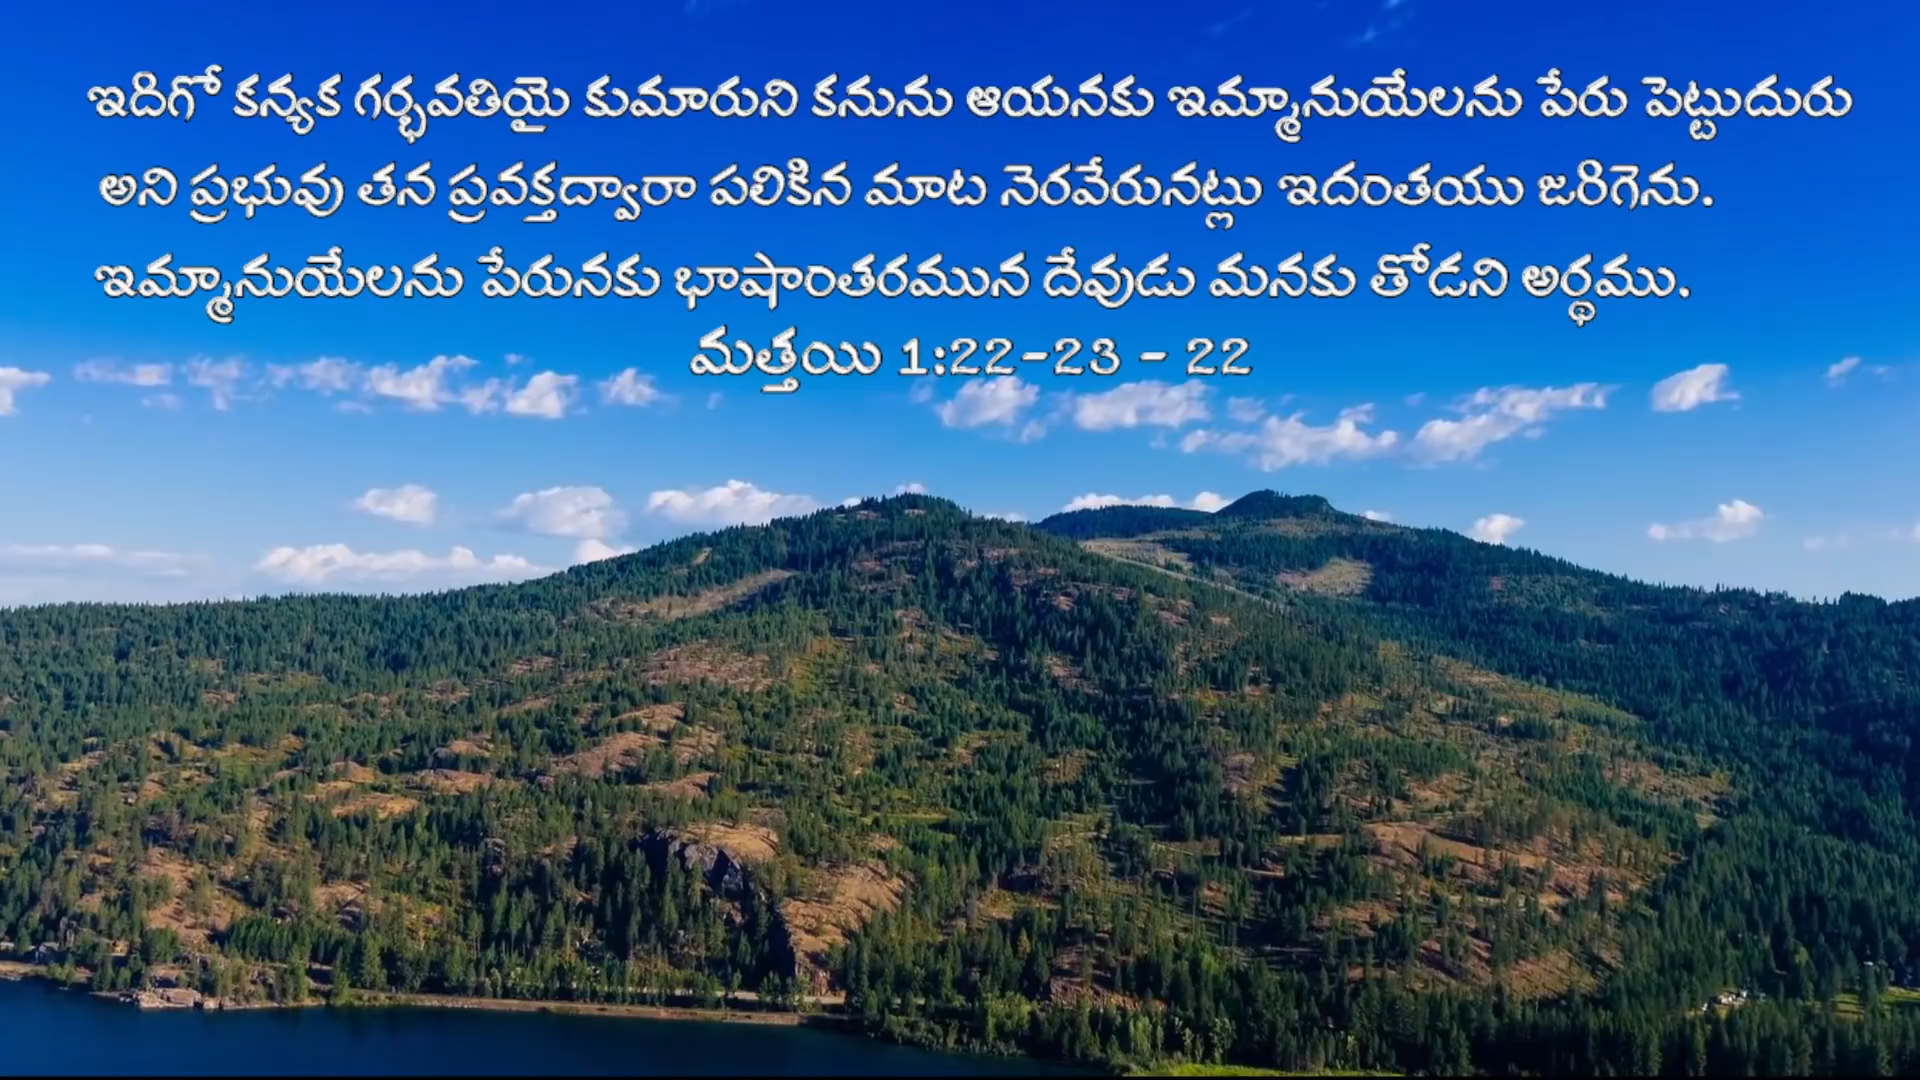 ఇదిగో కన్యక గర్భవతియై కుమారుని కనును ఆయనకు ఇమ్మానుయేలను పేరు పెట్టుదురు
అని ప్రభువు తన ప్రవక్తద్వారా పలికిన మాట నెరవేరునట్లు ఇదంతయు జరిగెను.
ఇమ్మానుయేలను పేరునకు భాషాంతరమున దేవుడు మనకు తోడని అర్థము.
మత్తయి 1:22-23 - 22